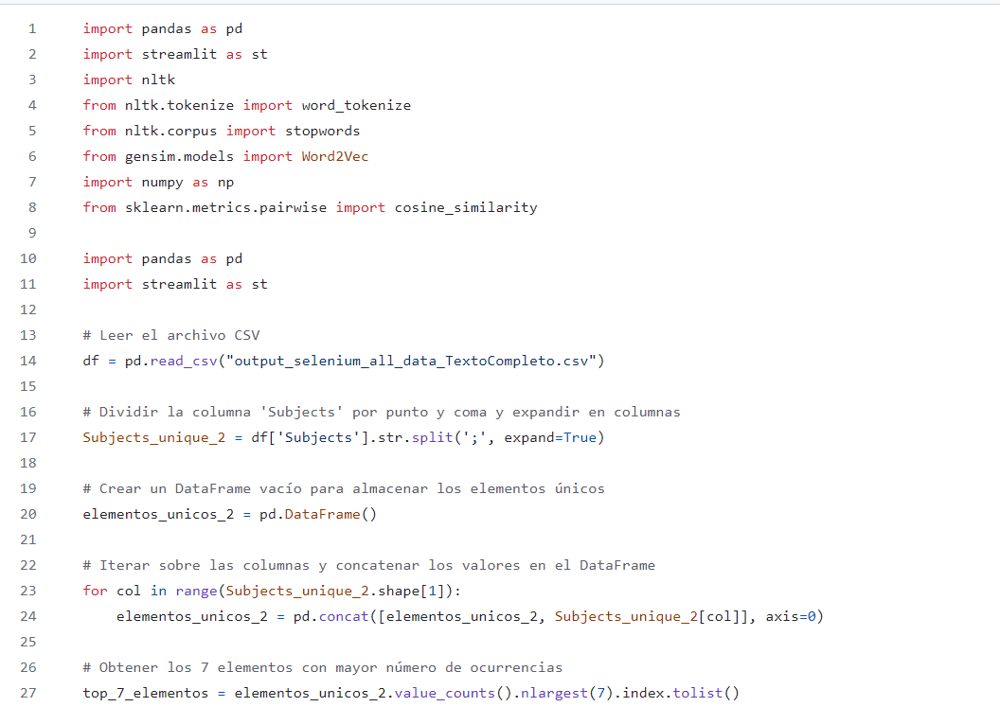 1 import pandas as pd
2 import streamlit as st
3 import nltk
4 from nltk.tokenize import word_tokenize
5 from nltk.corpus import stopwords
6 from gensim.models import Word2Vec
7 import numpy as np
8 from sklearn.metrics.pairwise import cosine_similarity
9
10 import pandas as pd
11 import streamlit as st
12
13 # Leer el archivo CSV
14 df = pd.read_csv("output_selenium_all_data_TextoCompleto.csv")
15
16 # Dividir la columna 'Subjects' por punto y coma y expandir en columnas
17 Subjects_unique_2 = df['Subjects'].str.split(';', expand=True)
18
19 # Crear un DataFrame vacío para almacenar los elementos únicos
20 elementos_unicos_2 = pd.DataFrame()
21
22 # Iterar sobre las columnas y concatenar los valores en el DataFrame
23 for col in range(Subjects_unique_2.shape[1]):
24     elementos_unicos_2 = pd.concat([elementos_unicos_2, Subjects_unique_2[col]], axis=0)
25
26 # Obtener los 7 elementos con mayor número de ocurrencias
27 top_7_elementos = elementos_unicos_2.value_counts().nlargest(7).index.tolist()